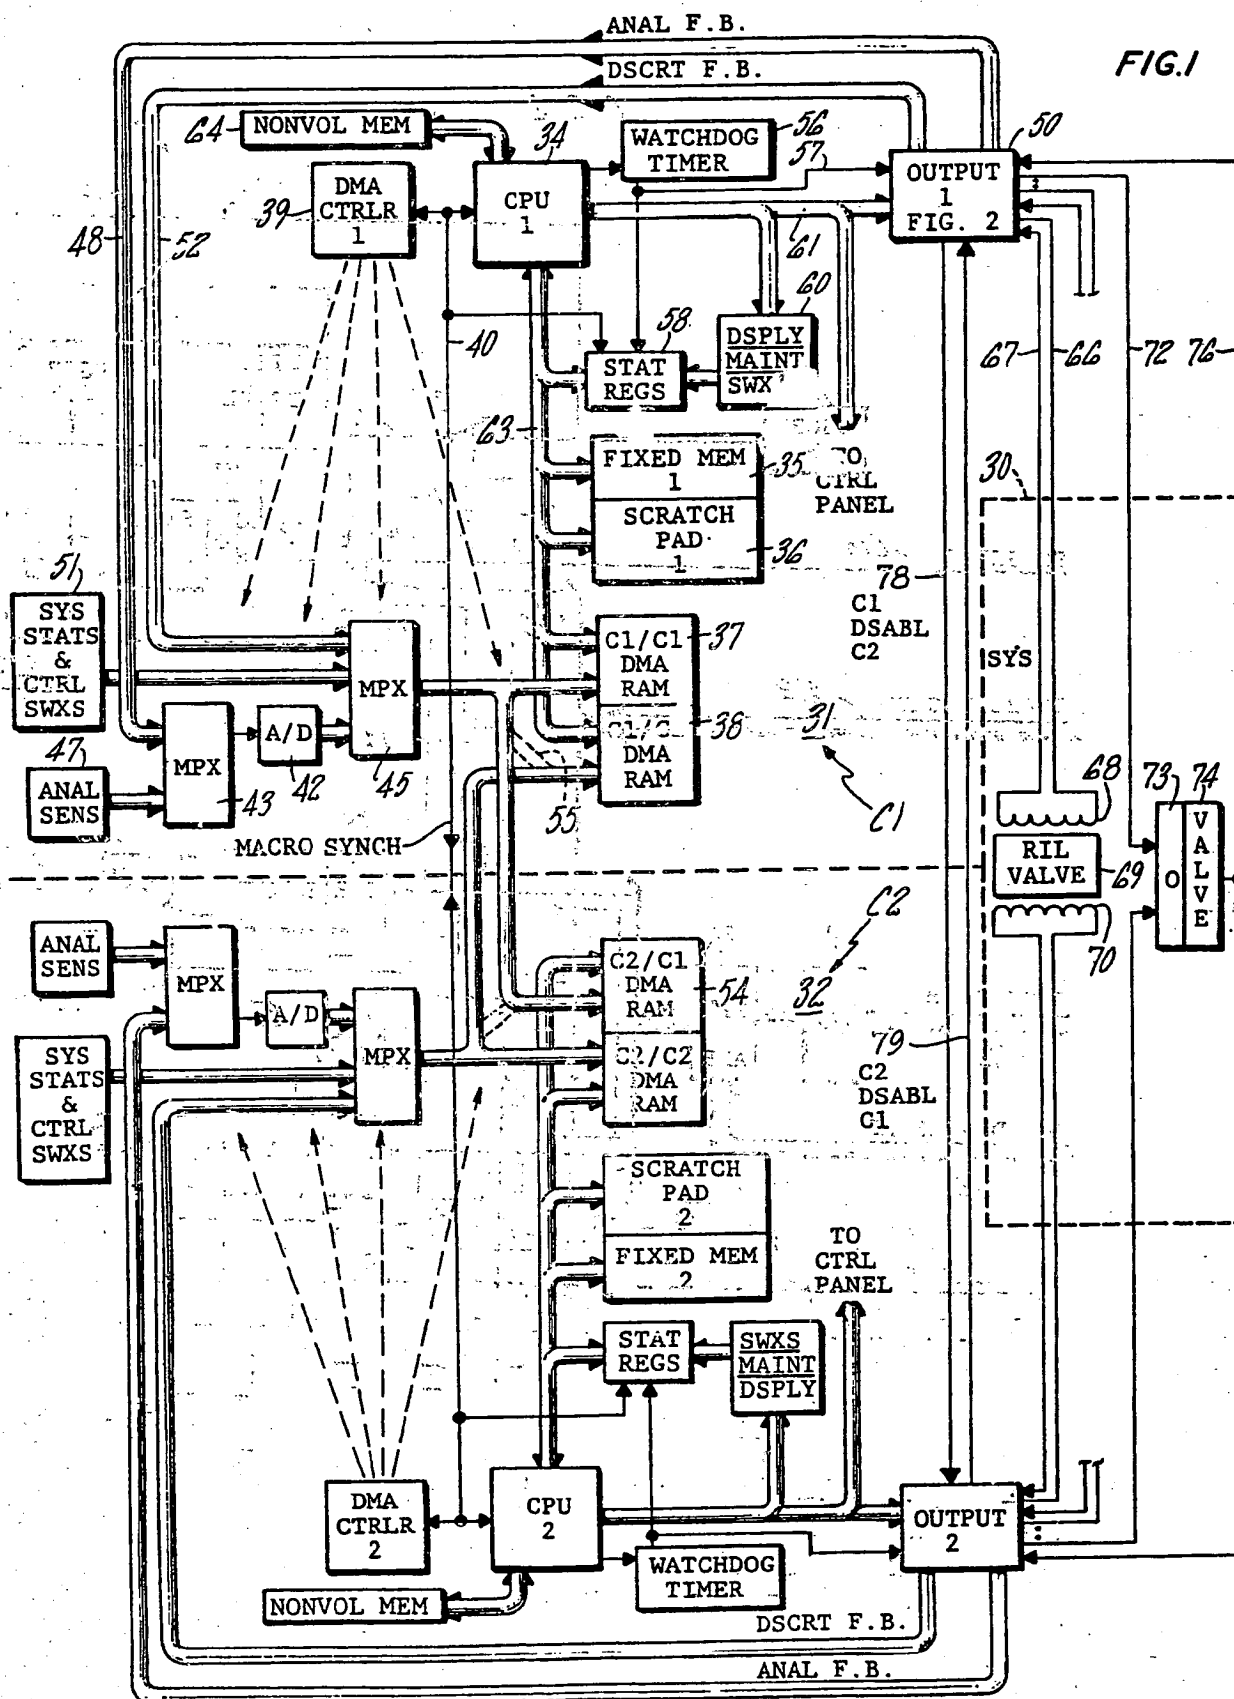 ANAL F.B.
FIG.1
DSCRT F.B.
64
NONVOL MEM
34
WATCHDOG
TIMER
56
57
50
DMA
CTRLR
1
39
CPU
1
OUTPUT
1
FIG. 2
48
52
61
40
58
60
STAT
REGS
DSPLY
MAINT
SWX
67
66
72
76
63
FIXED MEM
1
35
TO
CTRL
PANEL
30
SCRATCH
PAD
1
36
51
SYS
STATS
&
CTRL
SWXS
78
C1
DSABL
C2
C1/C1
DMA
RAM
37
SYS
MPX
45
A/D
42
MPX
43
47
ANAL
SENS
DMA
RAM
38
31
C1
55
MACRO SYNCH
68
73
74
RIL
VALVE
69
O
VALVE
70
C2
32
ANAL
SENS
MPX
A/D
MPX
C2/C1
DMA
RAM
54
C2/C2
DMA
RAM
SYS
STATS
&
CTRL
SWXS
79
C2
DSABL
C1
SCRATCH
PAD
2
FIXED MEM
2
TO
CTRL
PANEL
STAT
REGS
SWXS
MAINT
DSPLY
DMA
CTRLR
2
CPU
2
OUTPUT
2
WATCHDOG
TIMER
NONVOL MEM
DSCRT F.B.
ANAL F.B.